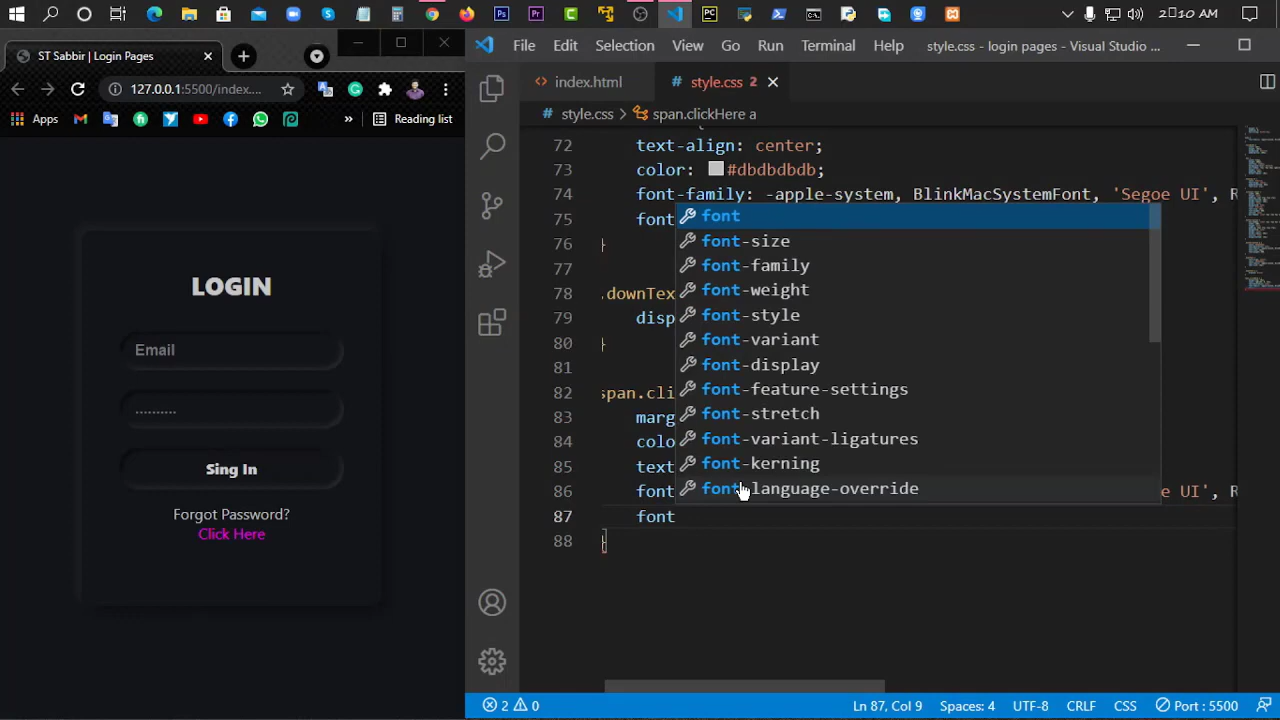 2:10 AM
ST Sabbir | Login Pages
127.0.0.1:5500/index....
Apps
»
Reading list
LOGIN
Email
..........
Sing In
Forgot Password?
Click Here
File Edit Selection View Go Run Terminal Help style.css - login pages - Visual Studio ...
index.html
# style.css 2
# style.css > span.clickHere a
72 text-align: center;
73 color: #dbdbdbdb;
74 font-family: -apple-system, BlinkMacSystemFont, 'Segoe UI', R
75 font
76 }
77
78 .downTex
79 disp
80 }
81
82 span.cli
83 marg
84 colo
85 text
86 font e UI', R
87 font
88 }
font
font-size
font-family
font-weight
font-style
font-variant
font-display
font-feature-settings
font-stretch
font-variant-ligatures
font-kerning
font-language-override
2 0 Ln 87, Col 9 Spaces: 4 UTF-8 CRLF CSS Port : 5500